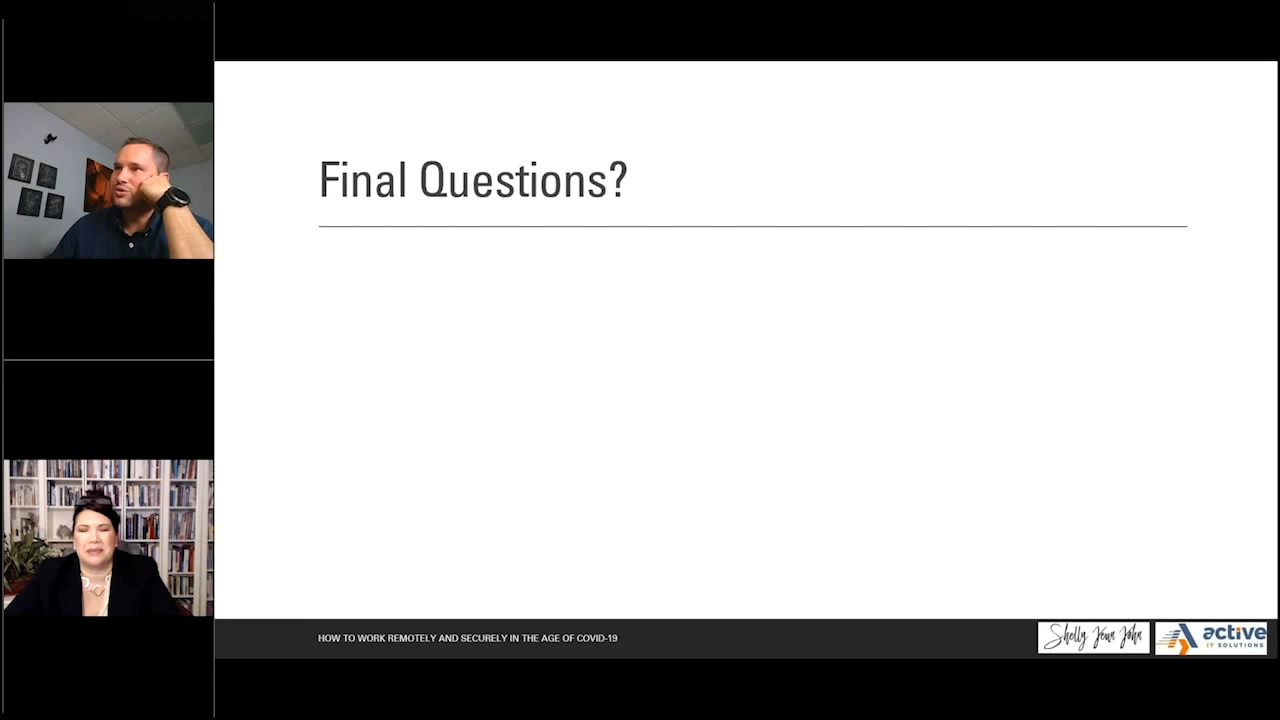 Final Questions?
HOW TO WORK REMOTELY AND SECURELY IN THE AGE OF COVID-19
Shelly
John
active
IT SOLUTIONS